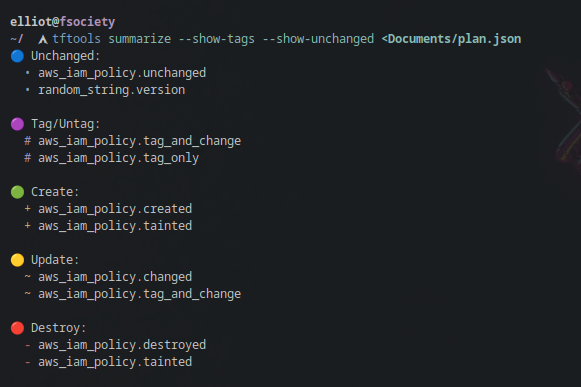 elliot@fsociety
~/ tftools summarize --show-tags --show-unchanged <Documents/plan.json
Unchanged:
• aws_iam_policy.unchanged
• random_string.version
Tag/Untag:
# aws_iam_policy.tag_and_change
# aws_iam_policy.tag_only
Create:
+ aws_iam_policy.created
+ aws_iam_policy.tainted
Update:
~ aws_iam_policy.changed
~ aws_iam_policy.tag_and_change
Destroy:
- aws_iam_policy.destroyed
- aws_iam_policy.tainted